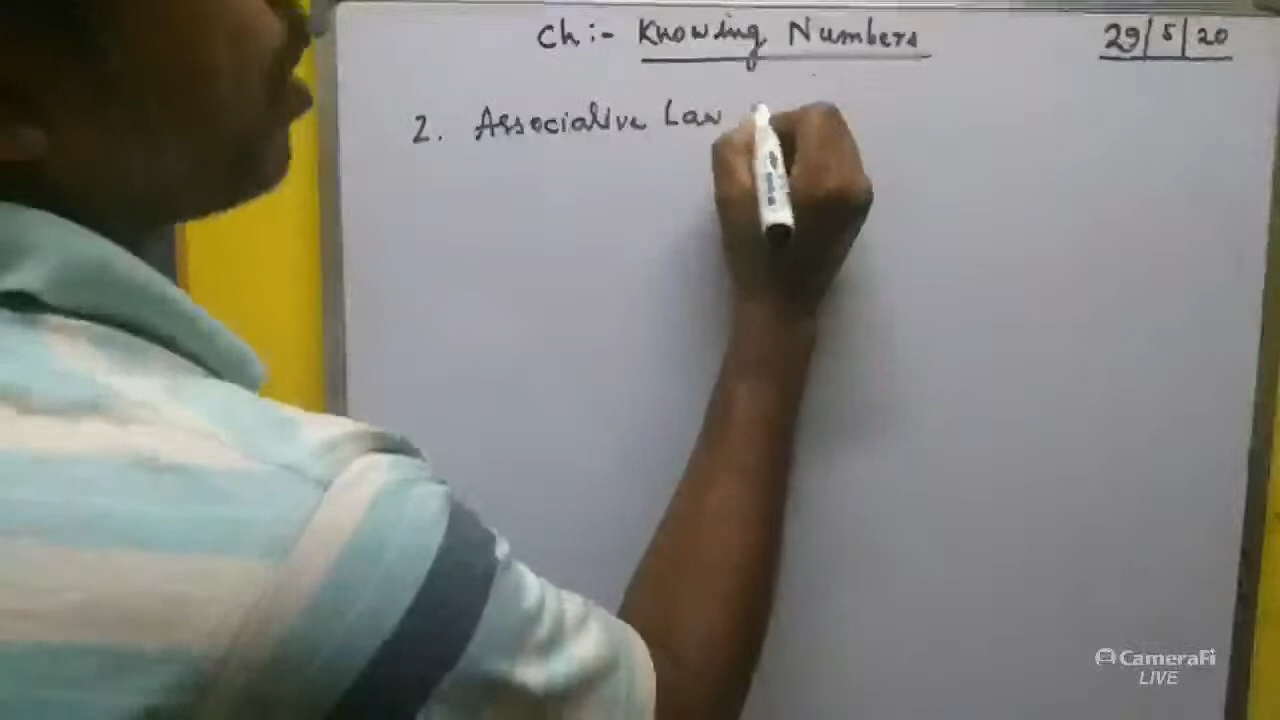 Ch:- Knowing Numbers
29/5/20
2. Associative Law
CameraFi
LIVE